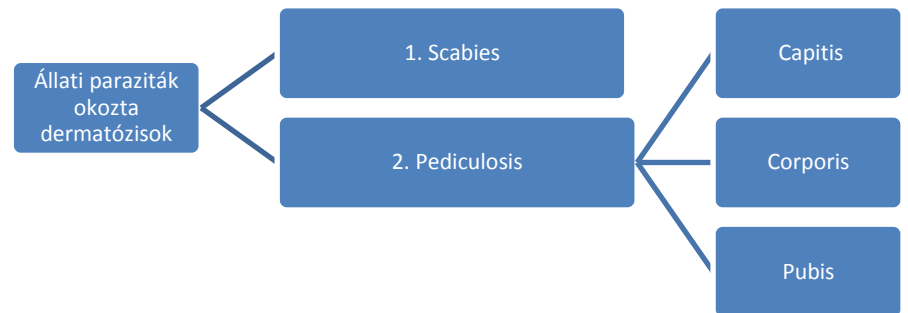 Állati paraziták
okozta
dermatózisok
1. Scabies
2. Pediculosis
Capitis
Corporis
Pubis